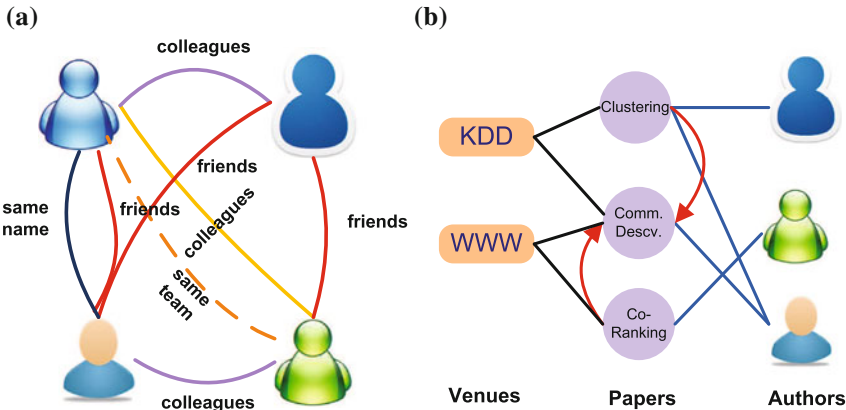 (a)
colleagues
friends
same
name
friends
colleagues
same
team
friends
colleagues
(b)
KDD
WWW
Clustering
Comm.
Descv.
Co-
Ranking
Venues
Papers
Authors